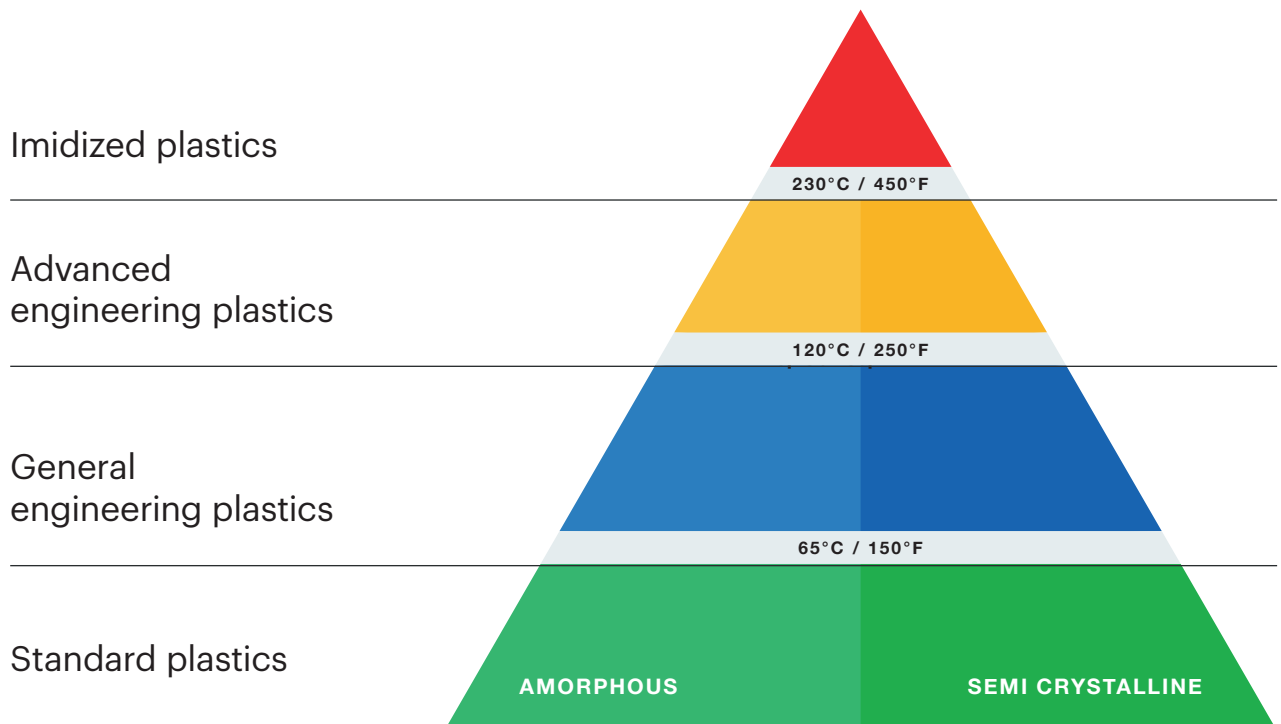 Imidized plastics
230°C / 450°F
Advanced
engineering plastics
120°C / 250°F
General
engineering plastics
65°C / 150°F
Standard plastics
AMORPHOUS
SEMI CRYSTALLINE